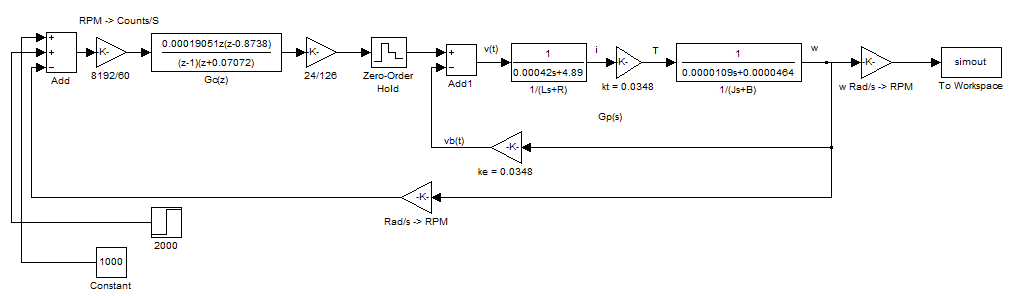 RPM -> Counts/S
+
+
−
Add
-K-
8192/60
0.00019051z(z-0.8738)
(z-1)(z+0.07072)
Gc(z)
-K-
24/126
Zero-Order
Hold
+
−
Add1
v(t)
1
0.00042s+4.89
1/(Ls+R)
i
-K-
kt = 0.0348
T
1
0.0000109s+0.0000464
1/(Js+B)
w
-K-
w Rad/s -> RPM
simout
To Workspace
Gp(s)
vb(t)
-K-
ke = 0.0348
-K-
Rad/s -> RPM
2000
1000
Constant